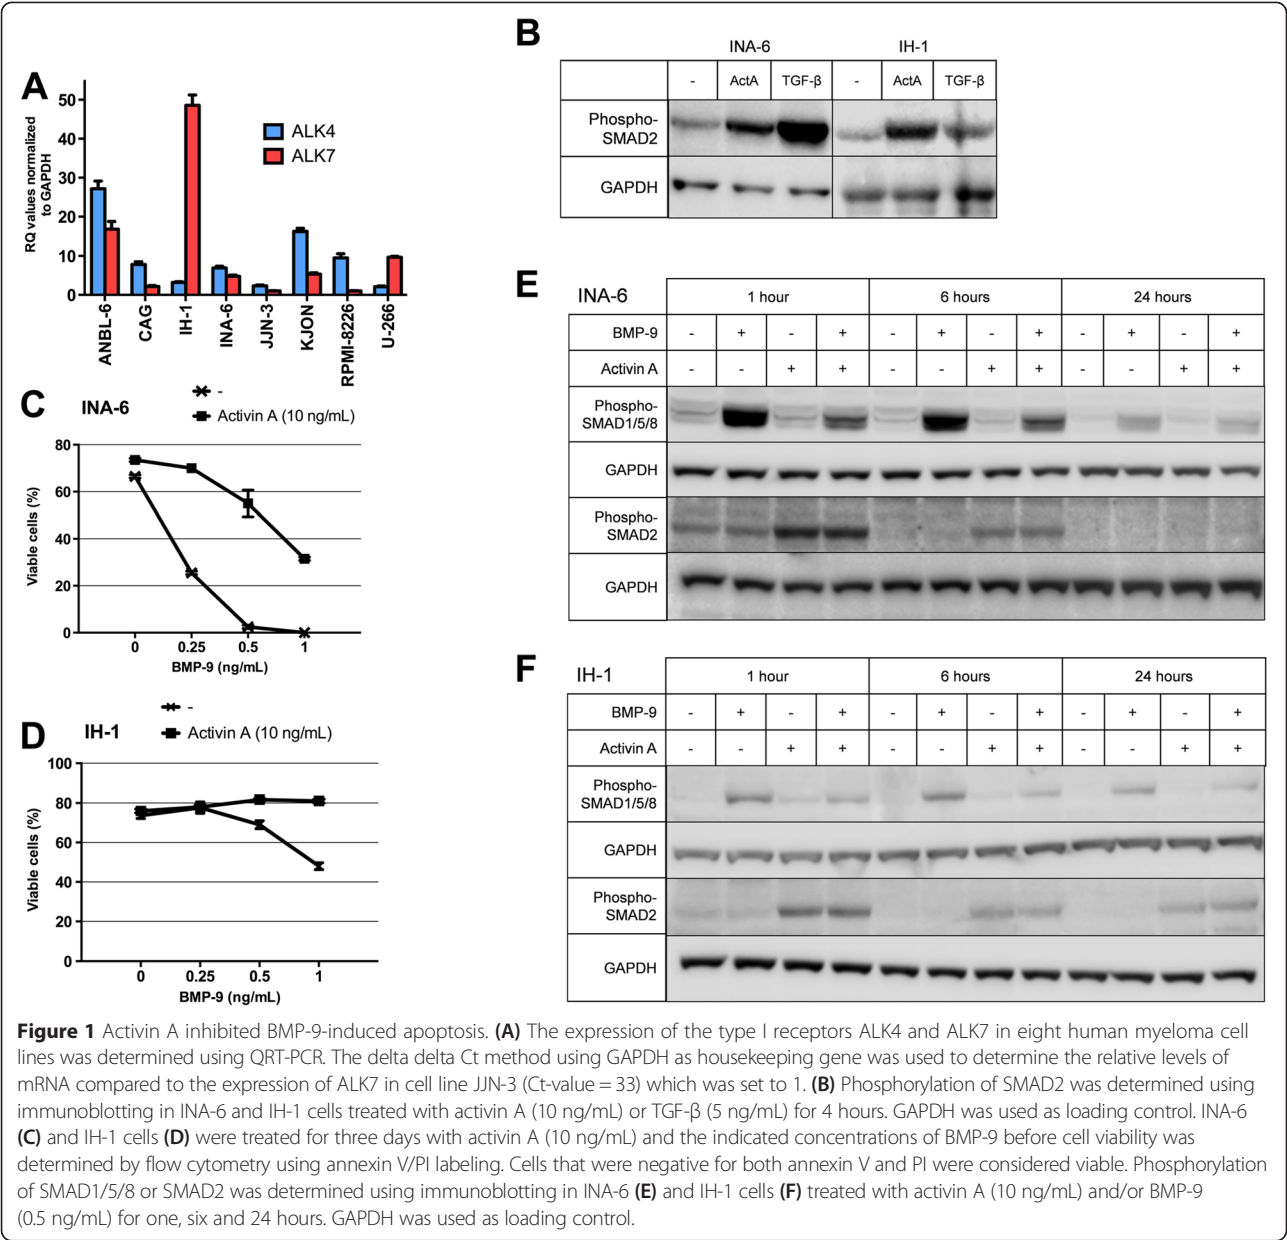 A
RQ values normalized
to GAPDH
50
40
30
20
10
0
ALK4
ALK7
ANBL-6
CAG
IH-1
INA-6
JJN-3
KJON
RPMI-8226
U-266
B
INA-6 IH-1
- ActA TGF-β - ActA TGF-β
Phospho-
SMAD2
GAPDH
C
INA-6
-
Activin A (10 ng/mL)
Viable cells (%)
80
60
40
20
0
0 0.25 0.5 1
BMP-9 (ng/mL)
D
IH-1
-
Activin A (10 ng/mL)
Viable cells (%)
100
80
60
40
20
0
0 0.25 0.5 1
BMP-9 (ng/mL)
E
INA-6 1 hour 6 hours 24 hours
BMP-9 - + - + - + - + - + - +
Activin A - - + + - - + + - - + +
Phospho-
SMAD1/5/8
GAPDH
Phospho-
SMAD2
GAPDH
F
IH-1 1 hour 6 hours 24 hours
BMP-9 - + - + - + - + - + - +
Activin A - - + + - - + + - - + +
Phospho-
SMAD1/5/8
GAPDH
Phospho-
SMAD2
GAPDH
Figure 1 Activin A inhibited BMP-9-induced apoptosis. (A) The expression of the type I receptors ALK4 and ALK7 in eight human myeloma cell
lines was determined using QRT-PCR. The delta delta Ct method using GAPDH as housekeeping gene was used to determine the relative levels of
mRNA compared to the expression of ALK7 in cell line JJN-3 (Ct-value = 33) which was set to 1. (B) Phosphorylation of SMAD2 was determined using
immunoblotting in INA-6 and IH-1 cells treated with activin A (10 ng/mL) or TGF-β (5 ng/mL) for 4 hours. GAPDH was used as loading control. INA-6
(C) and IH-1 cells (D) were treated for three days with activin A (10 ng/mL) and the indicated concentrations of BMP-9 before cell viability was
determined by flow cytometry using annexin V/PI labeling. Cells that were negative for both annexin V and PI were considered viable. Phosphorylation
of SMAD1/5/8 or SMAD2 was determined using immunoblotting in INA-6 (E) and IH-1 cells (F) treated with activin A (10 ng/mL) and/or BMP-9
(0.5 ng/mL) for one, six and 24 hours. GAPDH was used as loading control.